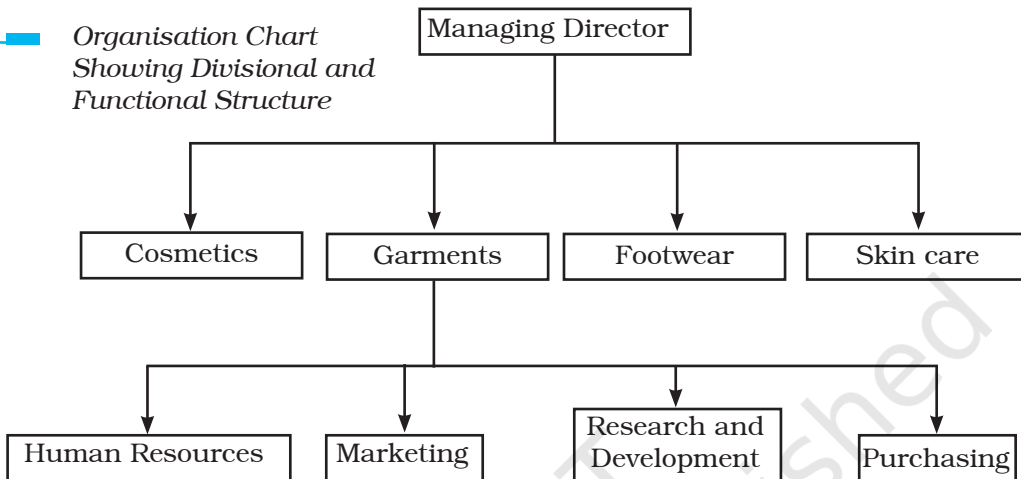 Organisation Chart
Showing Divisional and
Functional Structure
Managing Director
Cosmetics
Garments
Footwear
Skin care
Human Resources
Marketing
Research and
Development
Purchasing